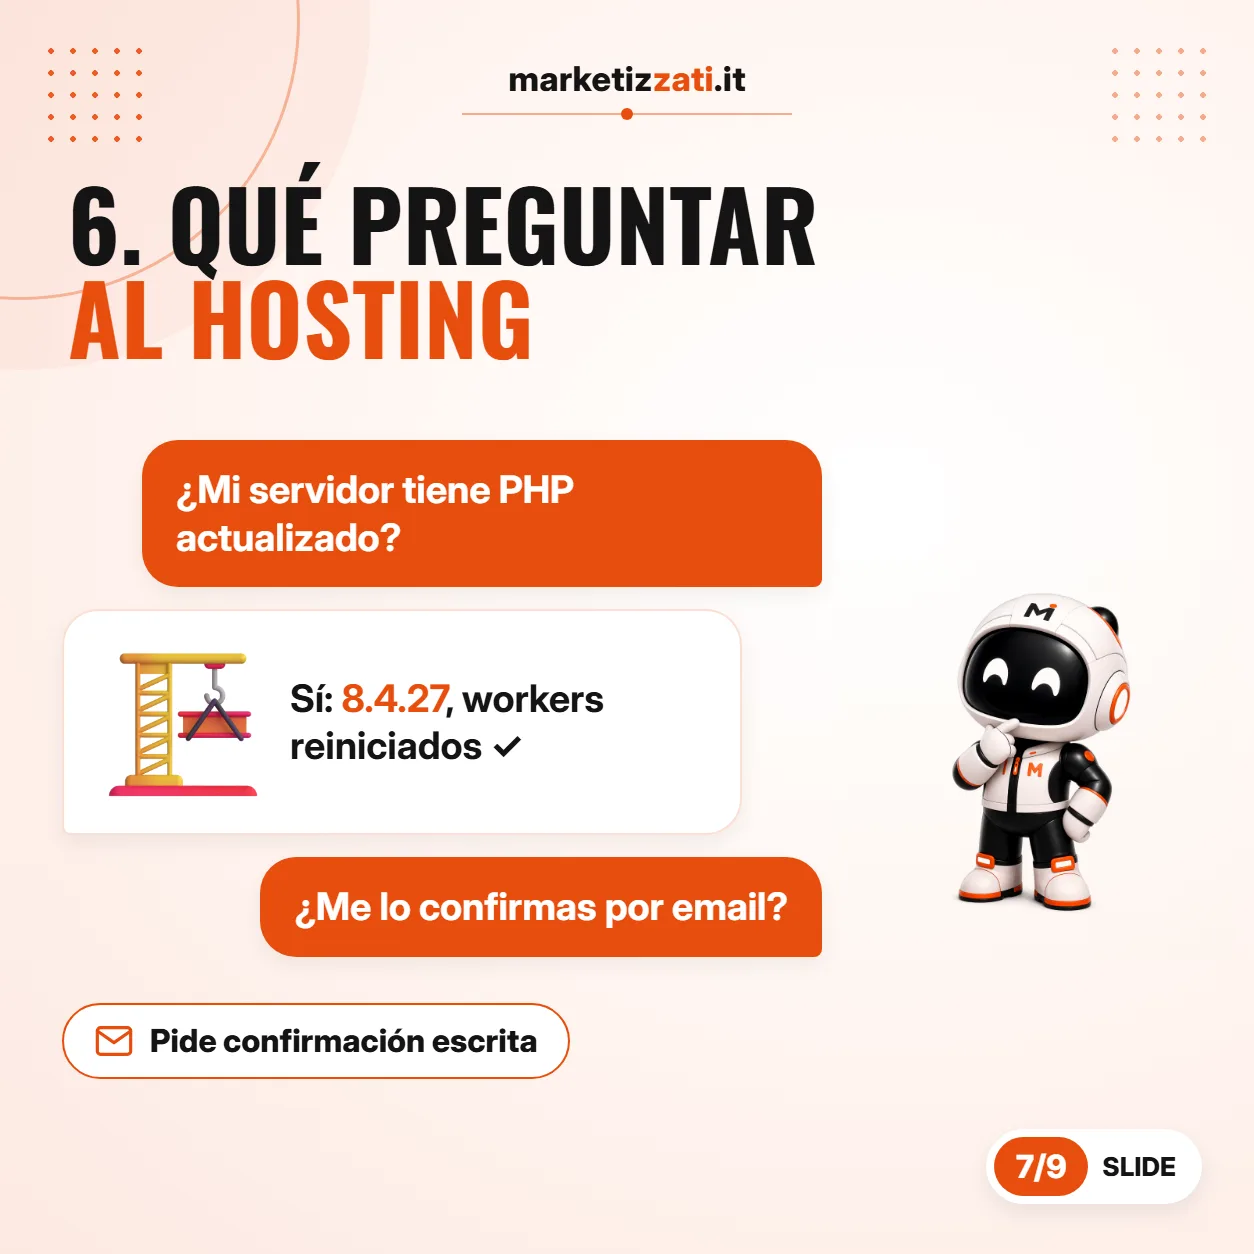 marketizzati.it
6. QUÉ PREGUNTAR
AL HOSTING
¿Mi servidor tiene PHP
actualizado?
Sí: 8.4.27, workers
reiniciados ✓
¿Me lo confirmas por email?
Pide confirmación escrita
M
M
7/9 SLIDE